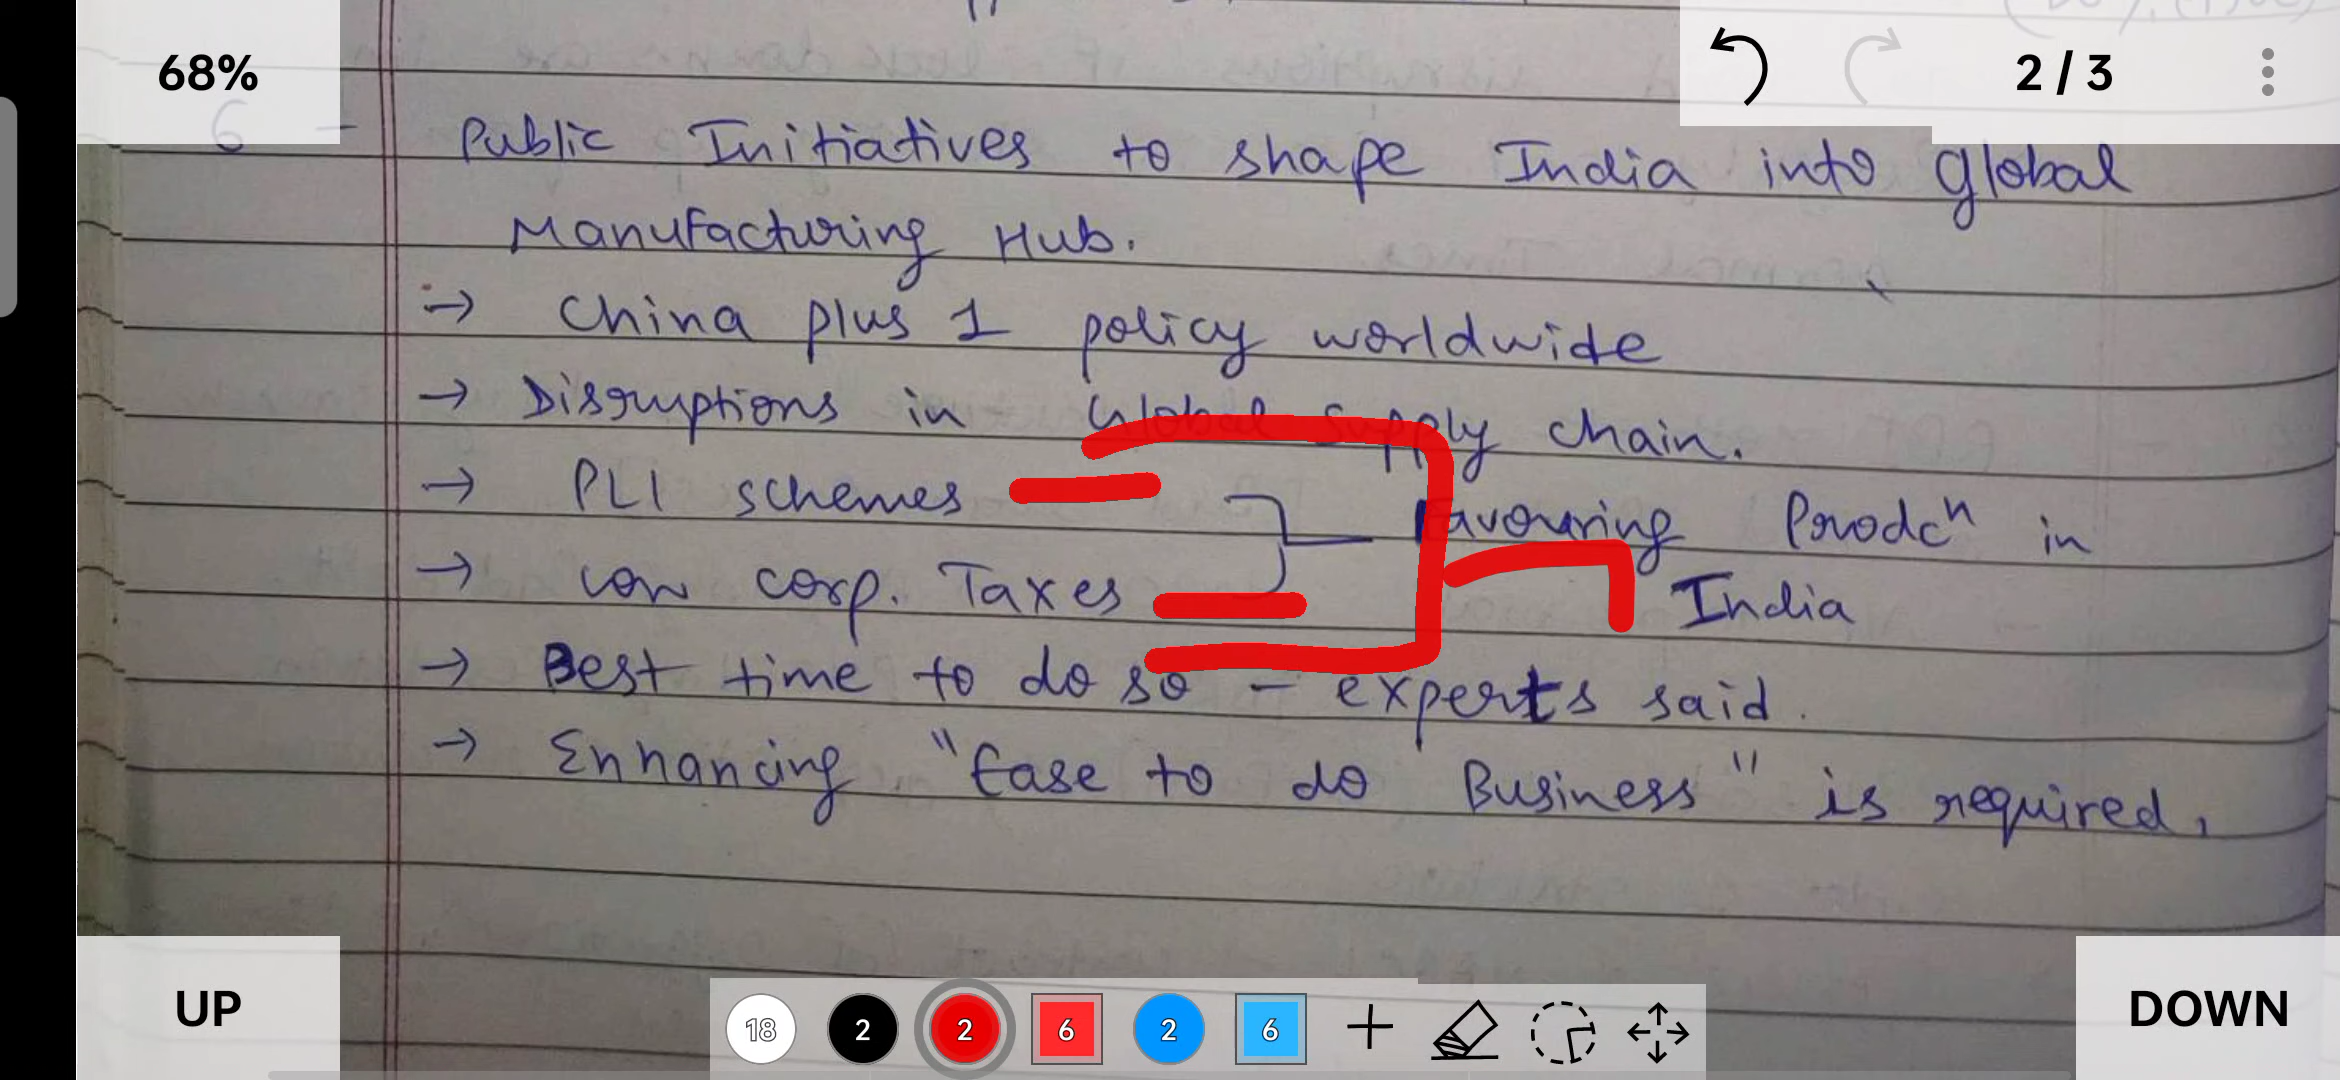 68%
2 / 3
6 - Public Initiatives to shape India into Global
Manufacturing Hub.
→ China plus 1 policy worldwide
→ Disruptions in Global supply chain.
→ PLI schemes
Favouring Prodcⁿ in
India
→ Low corp. Taxes
→ Best time to do so - experts said.
→ Enhancing "Ease to do Business" is required.
UP
18 2 2 6 2 6
DOWN